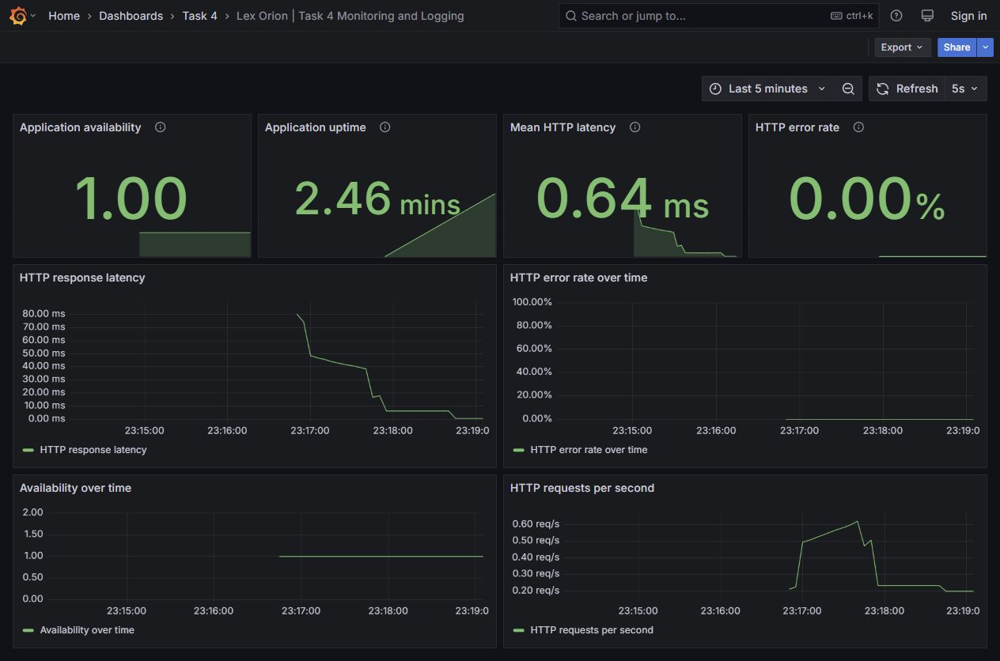 Home › Dashboards › Task 4 › Lex Orion | Task 4 Monitoring and Logging
Search or jump to...
ctrl+k
Sign in
Export
Share
Last 5 minutes
Refresh
5s
Application availability
1.00
Application uptime
2.46 mins
Mean HTTP latency
0.64 ms
HTTP error rate
0.00%
HTTP response latency
80.00 ms
70.00 ms
60.00 ms
50.00 ms
40.00 ms
30.00 ms
20.00 ms
10.00 ms
0.00 ms
23:15:00 23:16:00 23:17:00 23:18:00 23:19:0
HTTP response latency
HTTP error rate over time
100.00%
80.00%
60.00%
40.00%
20.00%
0.00%
23:15:00 23:16:00 23:17:00 23:18:00 23:19:0
HTTP error rate over time
Availability over time
2.00
1.50
1.00
0.50
0.00
23:15:00 23:16:00 23:17:00 23:18:00 23:19:0
Availability over time
HTTP requests per second
0.60 req/s
0.50 req/s
0.40 req/s
0.30 req/s
0.20 req/s
23:15:00 23:16:00 23:17:00 23:18:00 23:19:0
HTTP requests per second